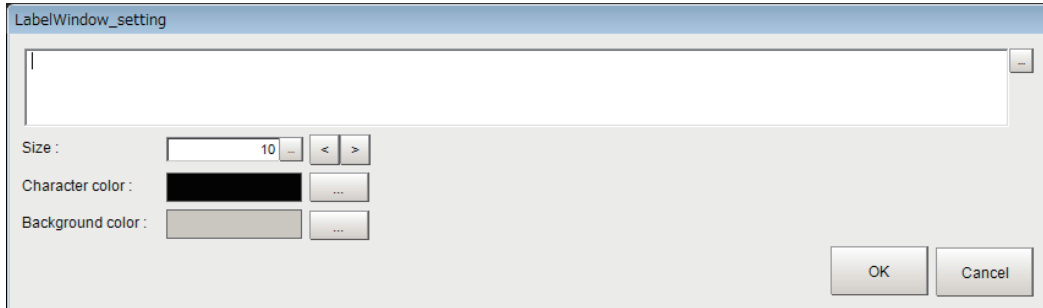 LabelWindow_setting
...
Size : 10 ... < >
Character color : ...
Background color : ...
OK Cancel